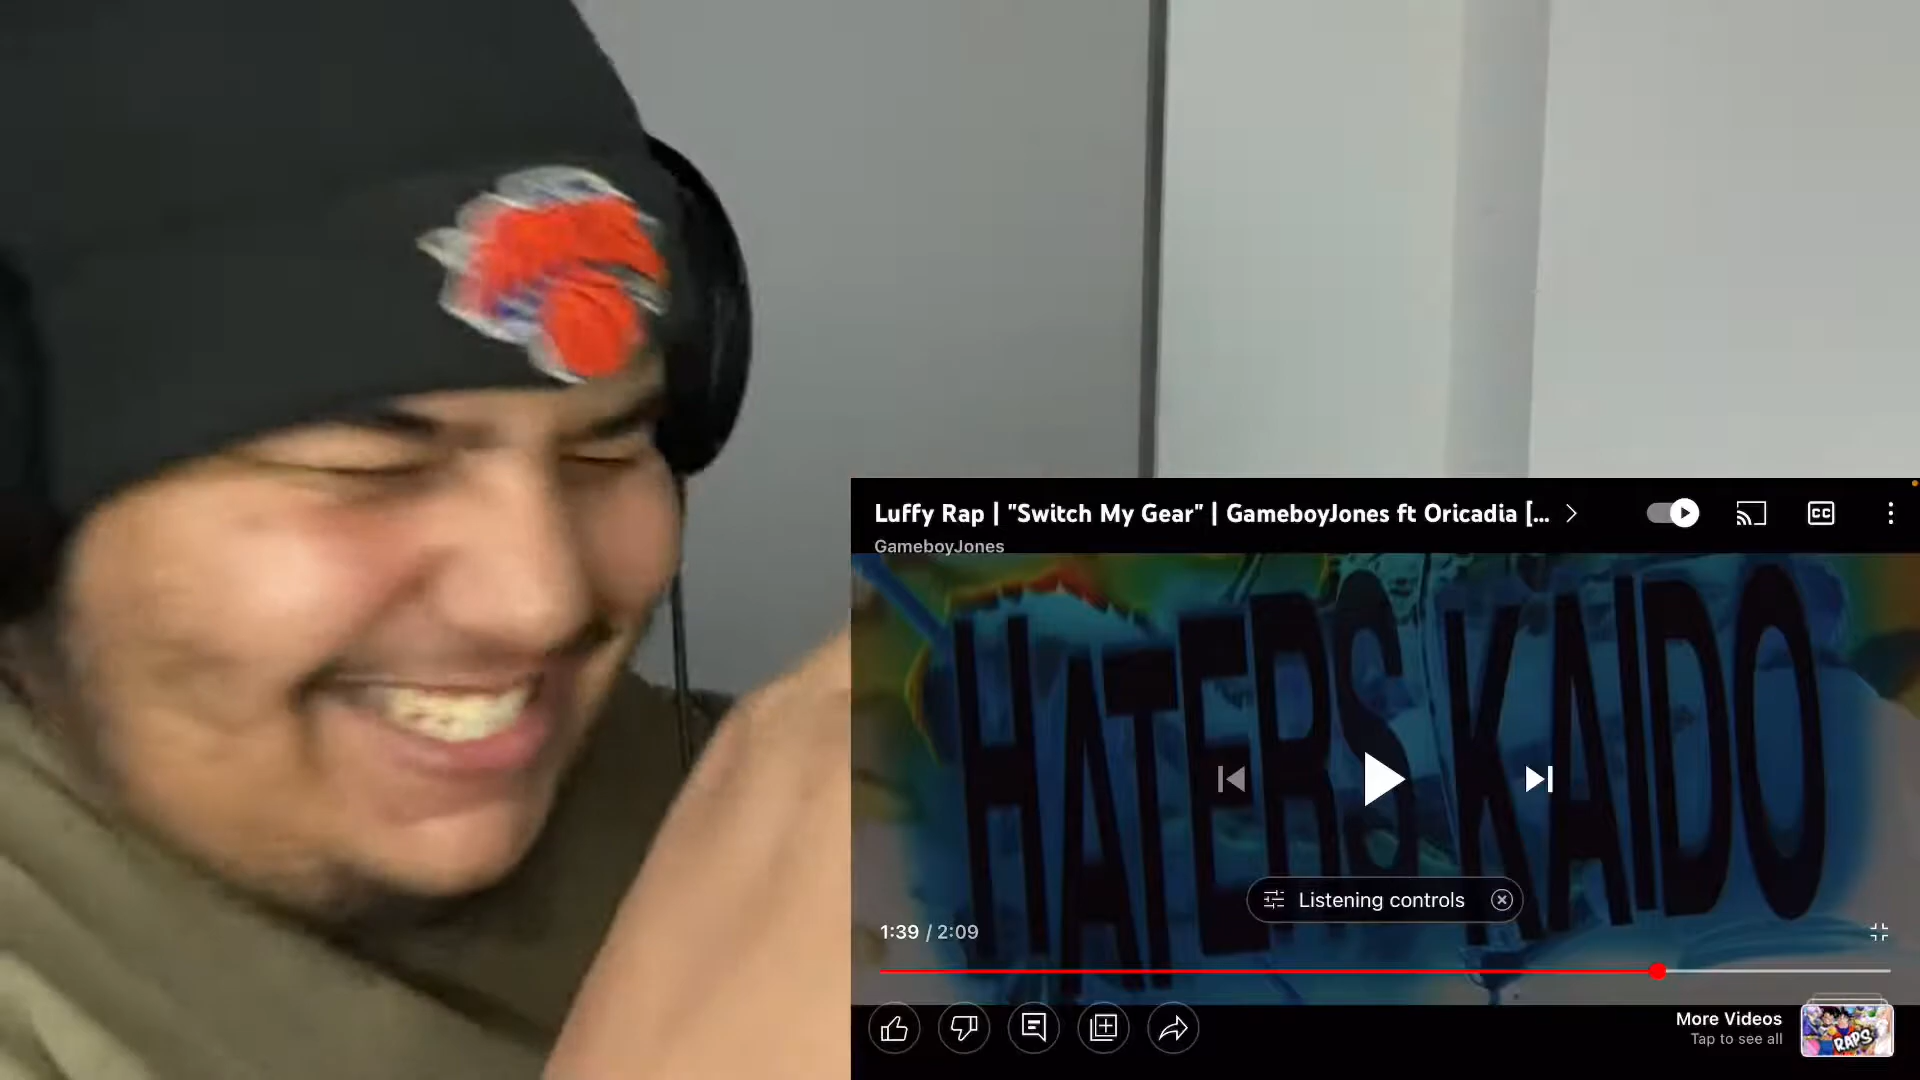 Luffy Rap | "Switch My Gear" | GameboyJones ft Oricadia [...
CC
GameboyJones
HATERS KAIDO
Listening controls
1:39 / 2:09
More Videos
Tap to see all
RAPS